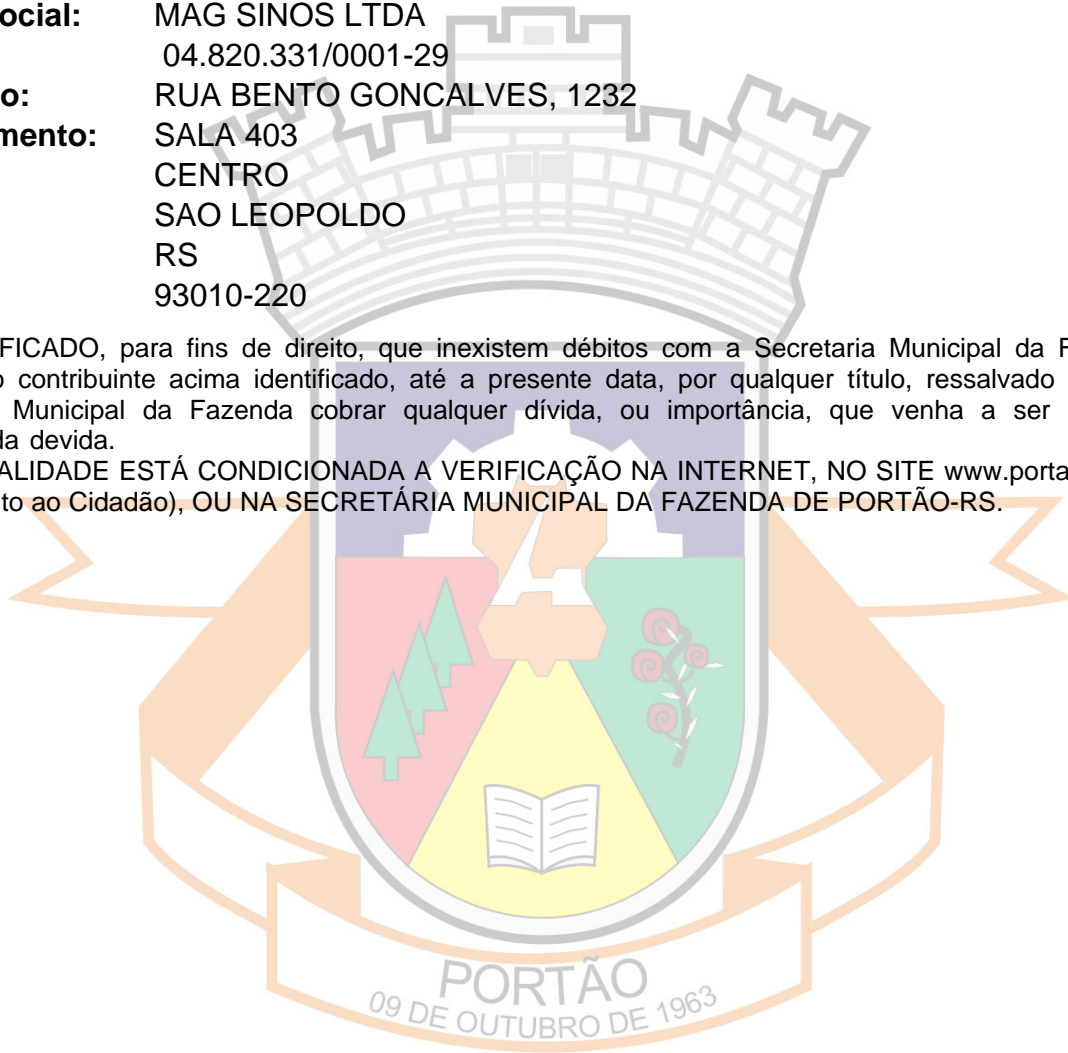 ocial: MAG SINOS LTDA
04.820.331/0001-29
o: RUA BENTO GONCALVES, 1232
mento: SALA 403
CENTRO
SAO LEOPOLDO
RS
93010-220
FICADO, para fins de direito, que inexistem débitos com a Secretaria Municipal da F
o contribuinte acima identificado, até a presente data, por qualquer título, ressalvado
Municipal da Fazenda cobrar qualquer dívida, ou importância, que venha a ser
da devida.
ALIDADE ESTÁ CONDICIONADA A VERIFICAÇÃO NA INTERNET, NO SITE www.porta
to ao Cidadão), OU NA SECRETÁRIA MUNICIPAL DA FAZENDA DE PORTÃO-RS.
PORTÃO
09 DE OUTUBRO DE 1963